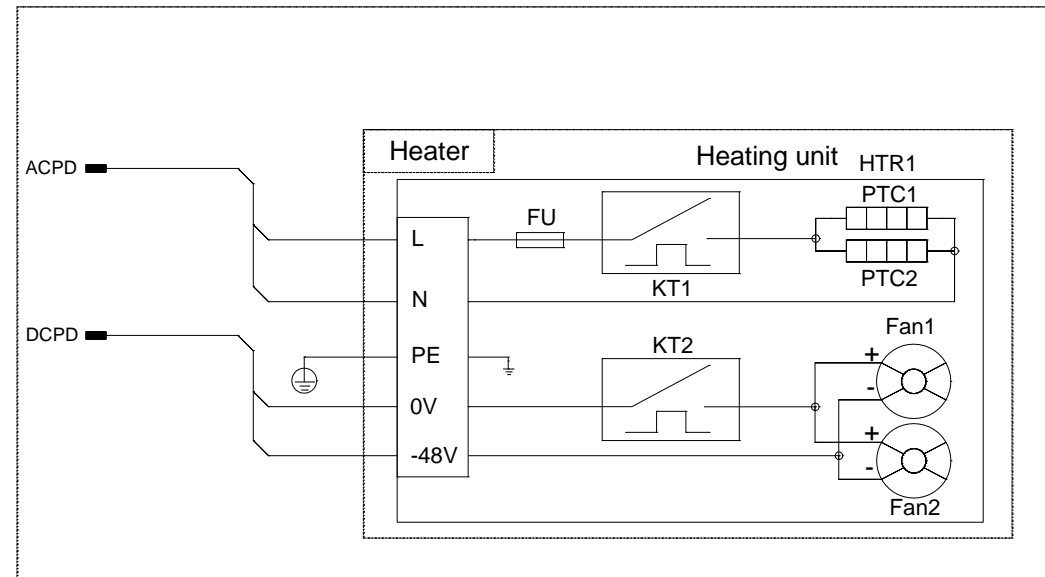 Heater
Heating unit
HTR1
ACPD
PTC1
FU
L
KT1
PTC2
N
DCPD
Fan1
KT2
PE
+
-
0V
+
-48V
-
Fan2